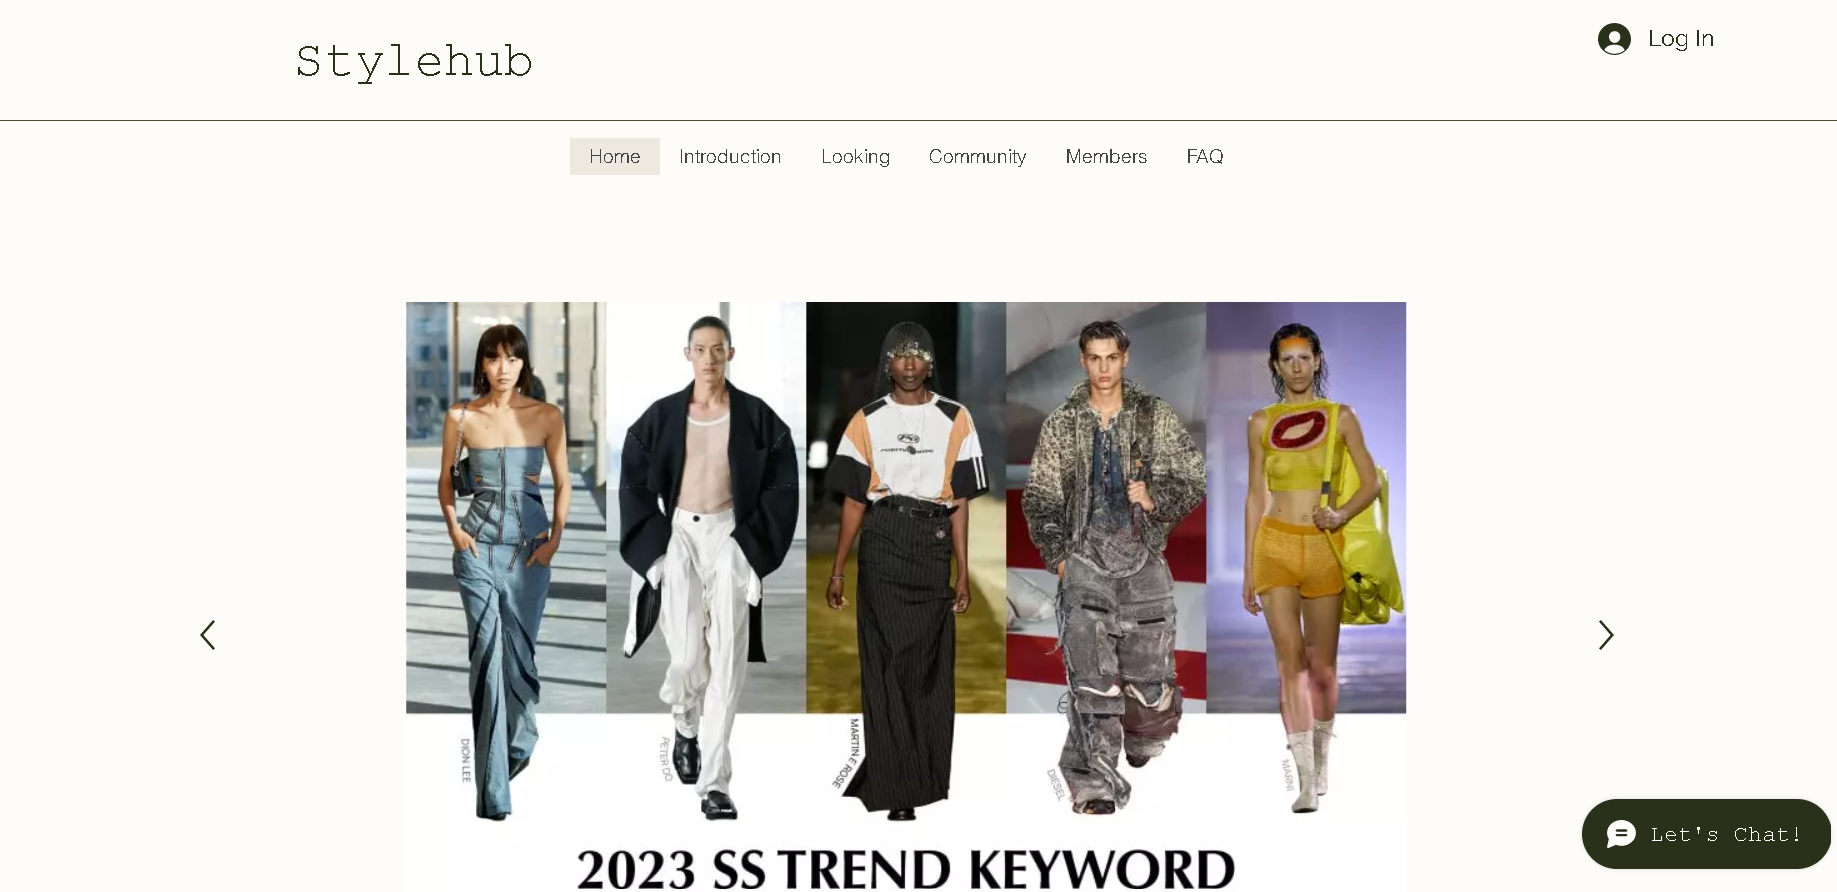 Stylehub
Log In
Home Introduction Looking Community Members FAQ
DION LEE
PETER DO
MARTINE ROSE
DIESEL
MARNI
2023 SS TREND KEYWORD
Let's Chat!